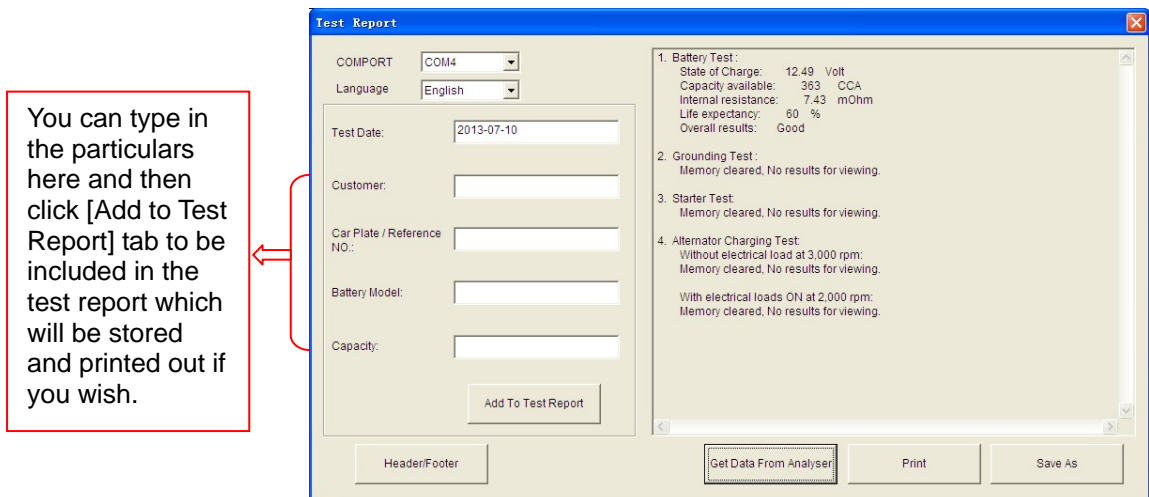 Test Report
You can type in
the particulars
here and then
click [Add to Test
Report] tab to be
included in the
test report which
will be stored
and printed out if
you wish.
COMPORT COM4
Language English
Test Date: 2013-07-10
Customer:
Car Plate / Reference
NO.:
Battery Model:
Capacity:
Add To Test Report
Header/Footer
1. Battery Test :
State of Charge: 12.49 Volt
Capacity available: 363 CCA
Internal resistance: 7.43 mOhm
Life expectancy: 60 %
Overall results: Good
2. Grounding Test :
Memory cleared, No results for viewing.
3. Starter Test:
Memory cleared, No results for viewing.
4. Alternator Charging Test:
Without electrical load at 3,000 rpm:
Memory cleared, No results for viewing.
With electrical loads ON at 2,000 rpm:
Memory cleared, No results for viewing.
Get Data From Analyser Print Save As